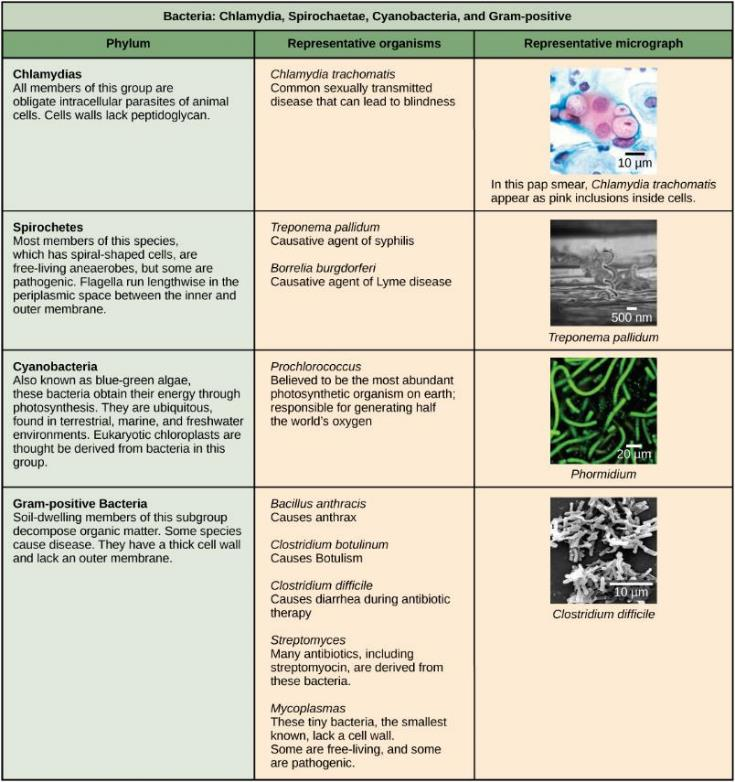 Bacteria: Chlamydia, Spirochaetae, Cyanobacteria, and Gram-positive
Phylum
Representative organisms
Representative micrograph
Chlamydias
All members of this group are
obligate intracellular parasites of animal
cells. Cells walls lack peptidoglycan.
Chlamydia trachomatis
Common sexually transmitted
disease that can lead to blindness
10 µm
In this pap smear, Chlamydia trachomatis
appear as pink inclusions inside cells.
Spirochetes
Most members of this species,
which has spiral-shaped cells, are
free-living aneaerobes, but some are
pathogenic. Flagella run lengthwise in the
periplasmic space between the inner and
outer membrane.
Treponema pallidum
Causative agent of syphilis
Borrelia burgdorferi
Causative agent of Lyme disease
500 nm
Treponema pallidum
Cyanobacteria
Also known as blue-green algae,
these bacteria obtain their energy through
photosynthesis. They are ubiquitous,
found in terrestrial, marine, and freshwater
environments. Eukaryotic chloroplasts are
thought be derived from bacteria in this
group.
Prochlorococcus
Believed to be the most abundant
photosynthetic organism on earth;
responsible for generating half
the world's oxygen
20 µm
Phormidium
Gram-positive Bacteria
Soil-dwelling members of this subgroup
decompose organic matter. Some species
cause disease. They have a thick cell wall
and lack an outer membrane.
Bacillus anthracis
Causes anthrax
Clostridium botulinum
Causes Botulism
Clostridium difficile
Causes diarrhea during antibiotic
therapy
Streptomyces
Many antibiotics, including
streptomyocin, are derived from
these bacteria.
Mycoplasmas
These tiny bacteria, the smallest
known, lack a cell wall.
Some are free-living, and some
are pathogenic.
10 µm
Clostridium difficile